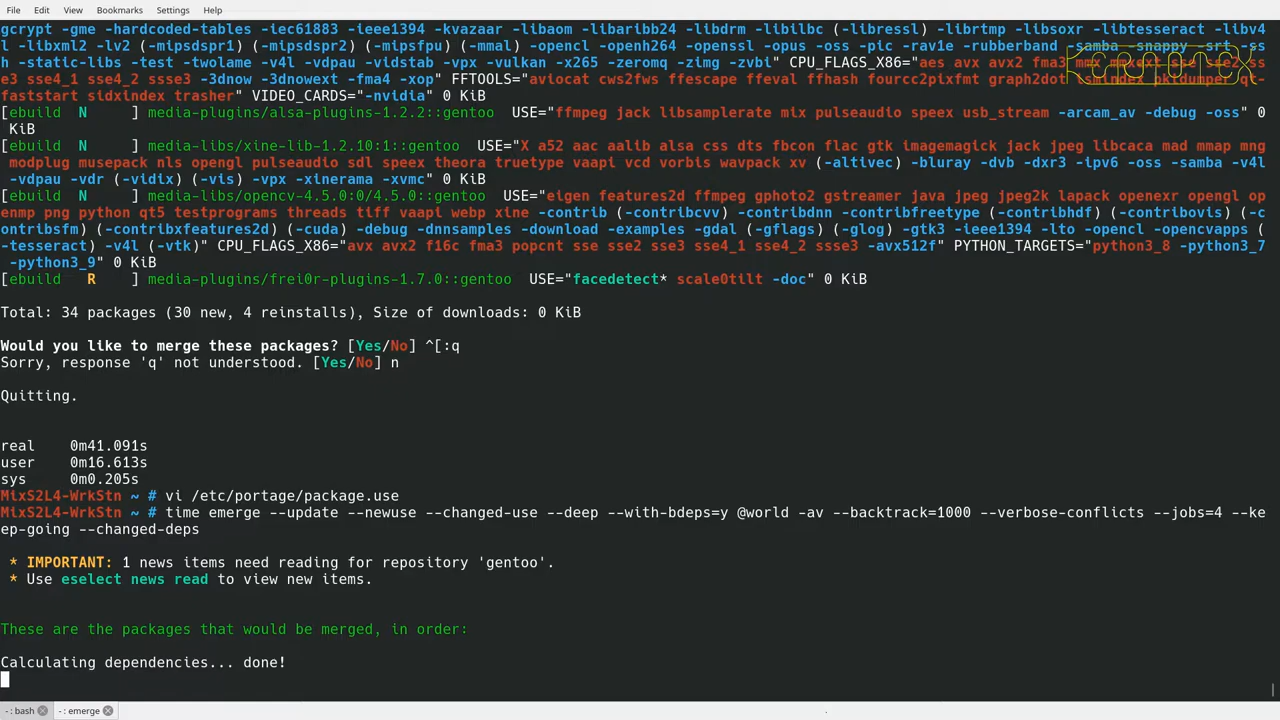 File Edit View Bookmarks Settings Help
gcrypt -gme -hardcoded-tables -iec61883 -ieee1394 -kvazaar -libaom -libaribb24 -libdrm -libilbc (-libressl) -librtmp -libsoxr -libtesseract -libv4
l -libxml2 -lv2 (-mipsdspr1) (-mipsdspr2) (-mipsfpu) (-mmal) -opencl -openh264 -openssl -opus -oss -pic -rav1e -rubberband -samba -snappy -srt -ss
h -static-libs -test -twolame -v4l -vdpau -vidstab -vpx -vulkan -x265 -zeromq -zimg -zvbi" CPU_FLAGS_X86="aes avx avx2 fma3 mmx mmxext sse sse2 sse
e3 sse4_1 sse4_2 ssse3 -3dnow -3dnowext -fma4 -xop" FFTOOLS="aviocat cws2fws ffescape ffeval ffhash fourcc2pixfmt graph2dot ismindex pktdumper qt-
faststart sidxindex trasher" VIDEO_CARDS="-nvidia" 0 KiB
[ebuild  N     ] media-plugins/alsa-plugins-1.2.2::gentoo  USE="ffmpeg jack libsamplerate mix pulseaudio speex usb_stream -arcam_av -debug -oss" 0
 KiB
[ebuild  N     ] media-libs/xine-lib-1.2.10:1::gentoo  USE="X a52 aac aalib alsa css dts fbcon flac gtk imagemagick jack jpeg libcaca mad mmap mng
 modplug musepack nls opengl pulseaudio sdl speex theora truetype vaapi vcd vorbis wavpack xv (-altivec) -bluray -dvb -dxr3 -ipv6 -oss -samba -v4l
 -vdpau -vdr (-vidix) (-vis) -vpx -xinerama -xvmc" 0 KiB
[ebuild  N     ] media-libs/opencv-4.5.0:0/4.5.0::gentoo  USE="eigen features2d ffmpeg gphoto2 gstreamer java jpeg jpeg2k lapack openexr opengl op
enmp png python qt5 testprograms threads tiff vaapi webp xine -contrib (-contribcvv) -contribdnn -contribfreetype (-contribhdf) (-contribovis) (-c
ontribsfm) (-contribxfeatures2d) (-cuda) -debug -dnnsamples -download -examples -gdal (-gflags) (-glog) -gtk3 -ieee1394 -lto -opencl -opencvapps (
-tesseract) -v4l (-vtk)" CPU_FLAGS_X86="avx avx2 f16c fma3 popcnt sse sse2 sse3 sse4_1 sse4_2 ssse3 -avx512f" PYTHON_TARGETS="python3_8 -python3_7
 -python3_9" 0 KiB
[ebuild   R    ] media-plugins/frei0r-plugins-1.7.0::gentoo  USE="facedetect* scale0tilt -doc" 0 KiB
Total: 34 packages (30 new, 4 reinstalls), Size of downloads: 0 KiB
Would you like to merge these packages? [Yes/No] ^[:q
Sorry, response 'q' not understood. [Yes/No] n
Quitting.
real    0m41.091s
user    0m16.613s
sys     0m0.205s
MixS2L4-WrkStn ~ # vi /etc/portage/package.use
MixS2L4-WrkStn ~ # time emerge --update --newuse --changed-use --deep --with-bdeps=y @world -av --backtrack=1000 --verbose-conflicts --jobs=4 --ke
ep-going --changed-deps
 * IMPORTANT: 1 news items need reading for repository 'gentoo'.
 * Use eselect news read to view new items.
These are the packages that would be merged, in order:
Calculating dependencies... done!
- : bash - : emerge